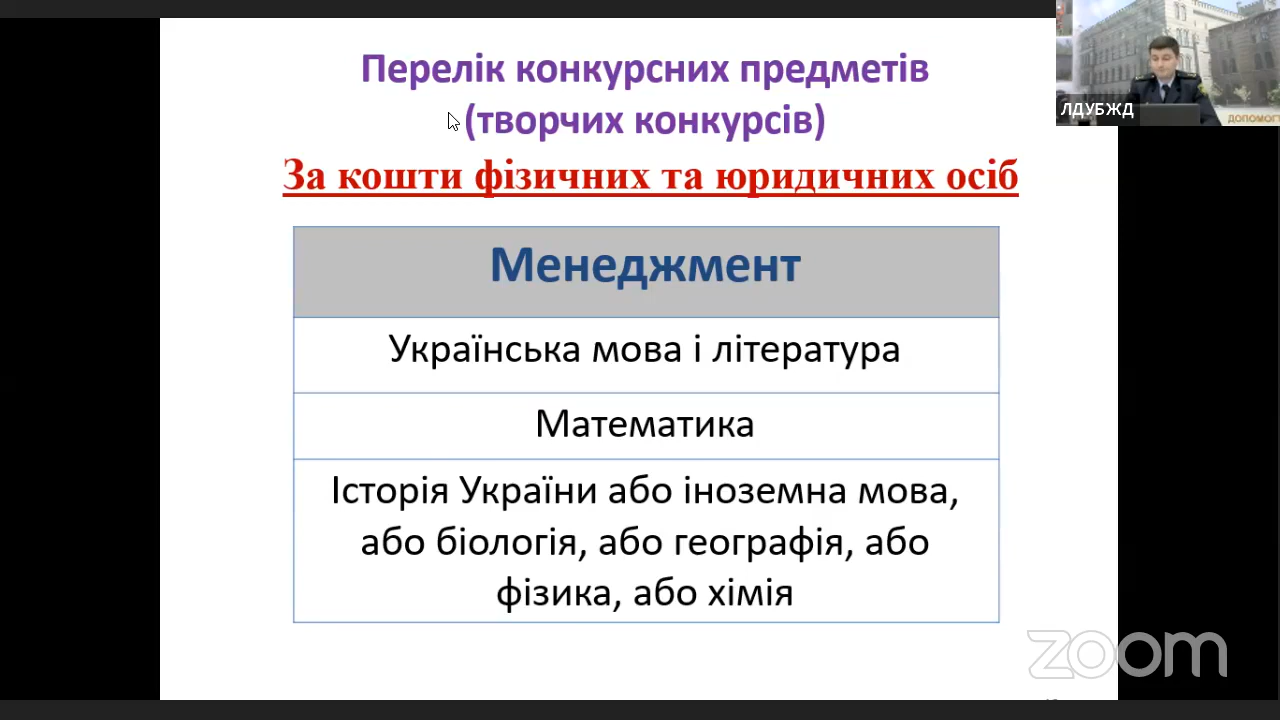 Перелік конкурсних предметів
(творчих конкурсів)
За кошти фізичних та юридичних осіб
Менеджмент
Українська мова і література
Математика
Історія України або іноземна мова,
або біологія, або географія, або
фізика, або хімія
ЛДУБЖД
zoom